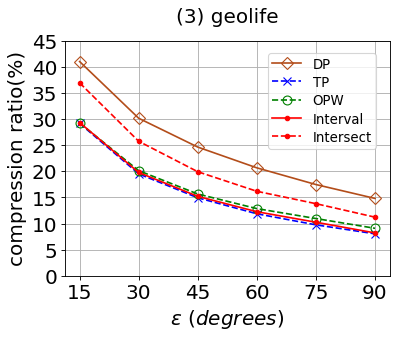 (3) geolife
compression ratio(%)
45
40
35
30
25
20
15
10
5
0
DP
TP
OPW
Interval
Intersect
15 30 45 60 75 90
ε (degrees)